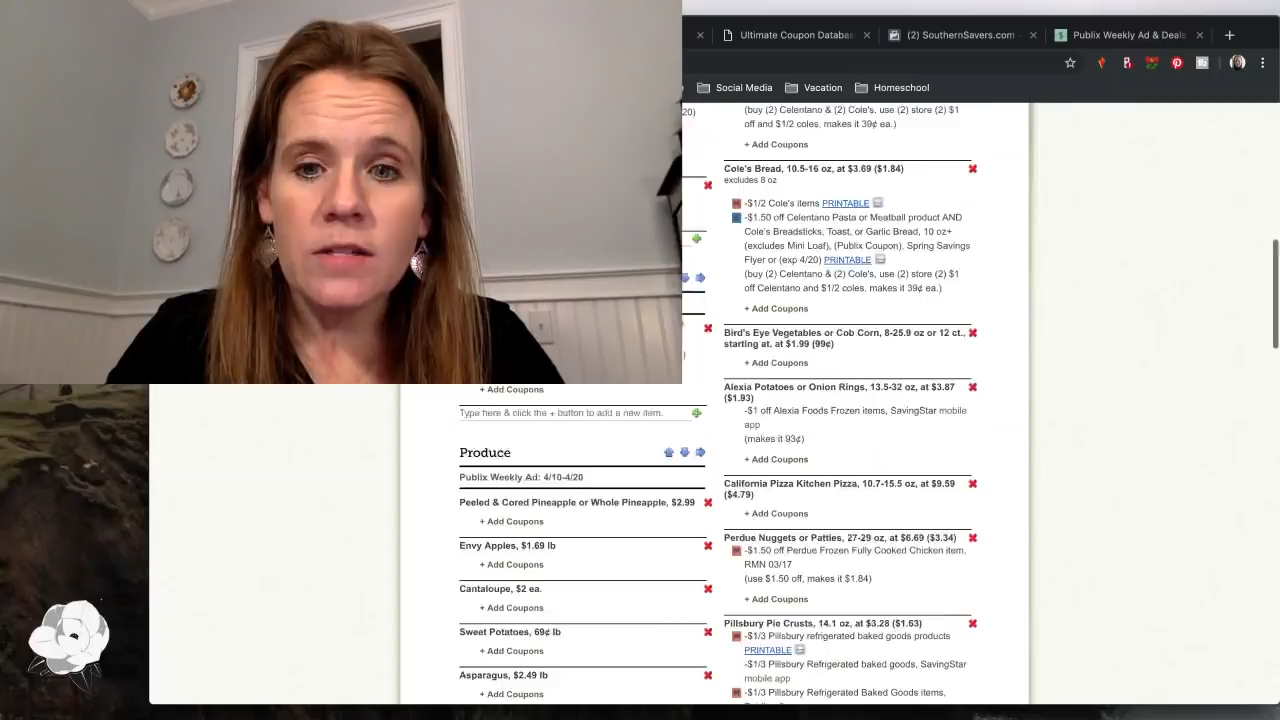 Ultimate Coupon Databas
(2) SouthernSavers.com -
Publix Weekly Ad & Deals
Social Media
Vacation
Homeschool
20)
)
+ Add Coupons
Type here & click the + button to add a new item.
Produce
Publix Weekly Ad: 4/10-4/20
Peeled & Cored Pineapple or Whole Pineapple, $2.99
+ Add Coupons
Envy Apples, $1.69 lb
+ Add Coupons
Cantaloupe, $2 ea.
+ Add Coupons
Sweet Potatoes, 69¢ lb
+ Add Coupons
Asparagus, $2.49 lb
+ Add Coupons
(buy (2) Celentano & (2) Cole's, use (2) store (2) $1
off and $1/2 coles, makes it 39¢ ea.)
+ Add Coupons
Cole's Bread, 10.5-16 oz, at $3.69 ($1.84)
excludes 8 oz
-$1/2 Cole's items PRINTABLE
-$1.50 off Celentano Pasta or Meatball product AND
Cole's Breadsticks, Toast, or Garlic Bread, 10 oz+
(excludes Mini Loaf), (Publix Coupon), Spring Savings
Flyer or (exp 4/20) PRINTABLE
(buy (2) Celentano & (2) Cole's, use (2) store (2) $1
off Celentano and $1/2 coles, makes it 39¢ ea.)
+ Add Coupons
Bird's Eye Vegetables or Cob Corn, 8-25.9 oz or 12 ct.,
starting at, at $1.99 (99¢)
+ Add Coupons
Alexia Potatoes or Onion Rings, 13.5-32 oz, at $3.87
($1.93)
-$1 off Alexia Foods Frozen items, SavingStar mobile
app
(makes it 93¢)
+ Add Coupons
California Pizza Kitchen Pizza, 10.7-15.5 oz, at $9.59
($4.79)
+ Add Coupons
Perdue Nuggets or Patties, 27-29 oz, at $6.69 ($3.34)
-$1.50 off Perdue Frozen Fully Cooked Chicken item,
RMN 03/17
(use $1.50 off, makes it $1.84)
+ Add Coupons
Pillsbury Pie Crusts, 14.1 oz, at $3.28 ($1.63)
-$1/3 Pillsbury refrigerated baked goods products
PRINTABLE
-$1/3 Pillsbury Refrigerated baked goods, SavingStar
mobile app
-$1/3 Pillsbury Refrigerated Baked Goods items,